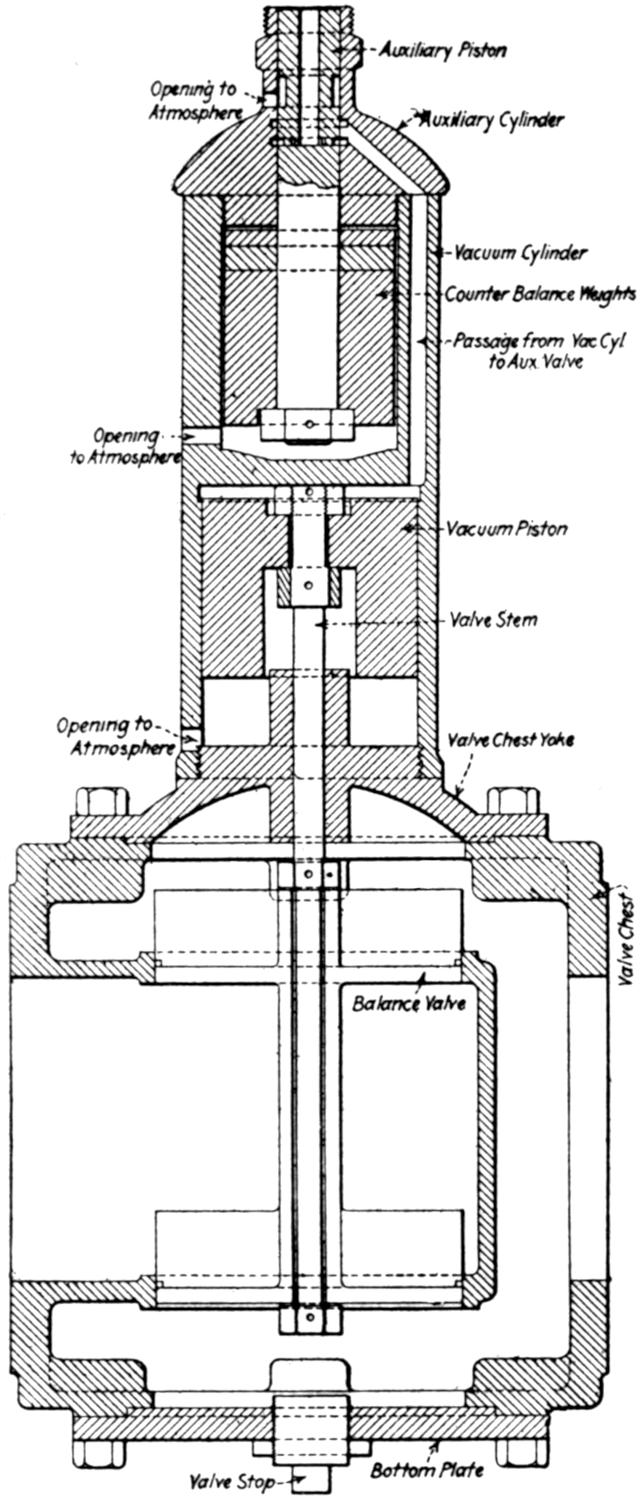 Auxiliary Piston
Opening to
Atmosphere
Auxiliary Cylinder
Vacuum Cylinder
Counter Balance Weights
Passage from Vac Cyl
to Aux. Valve
Opening
to Atmosphere
Vacuum Piston
Valve Stem
Opening to
Atmosphere
Valve Chest Yoke
Valve Chest
Balance Valve
Bottom Plate
Valve Stop